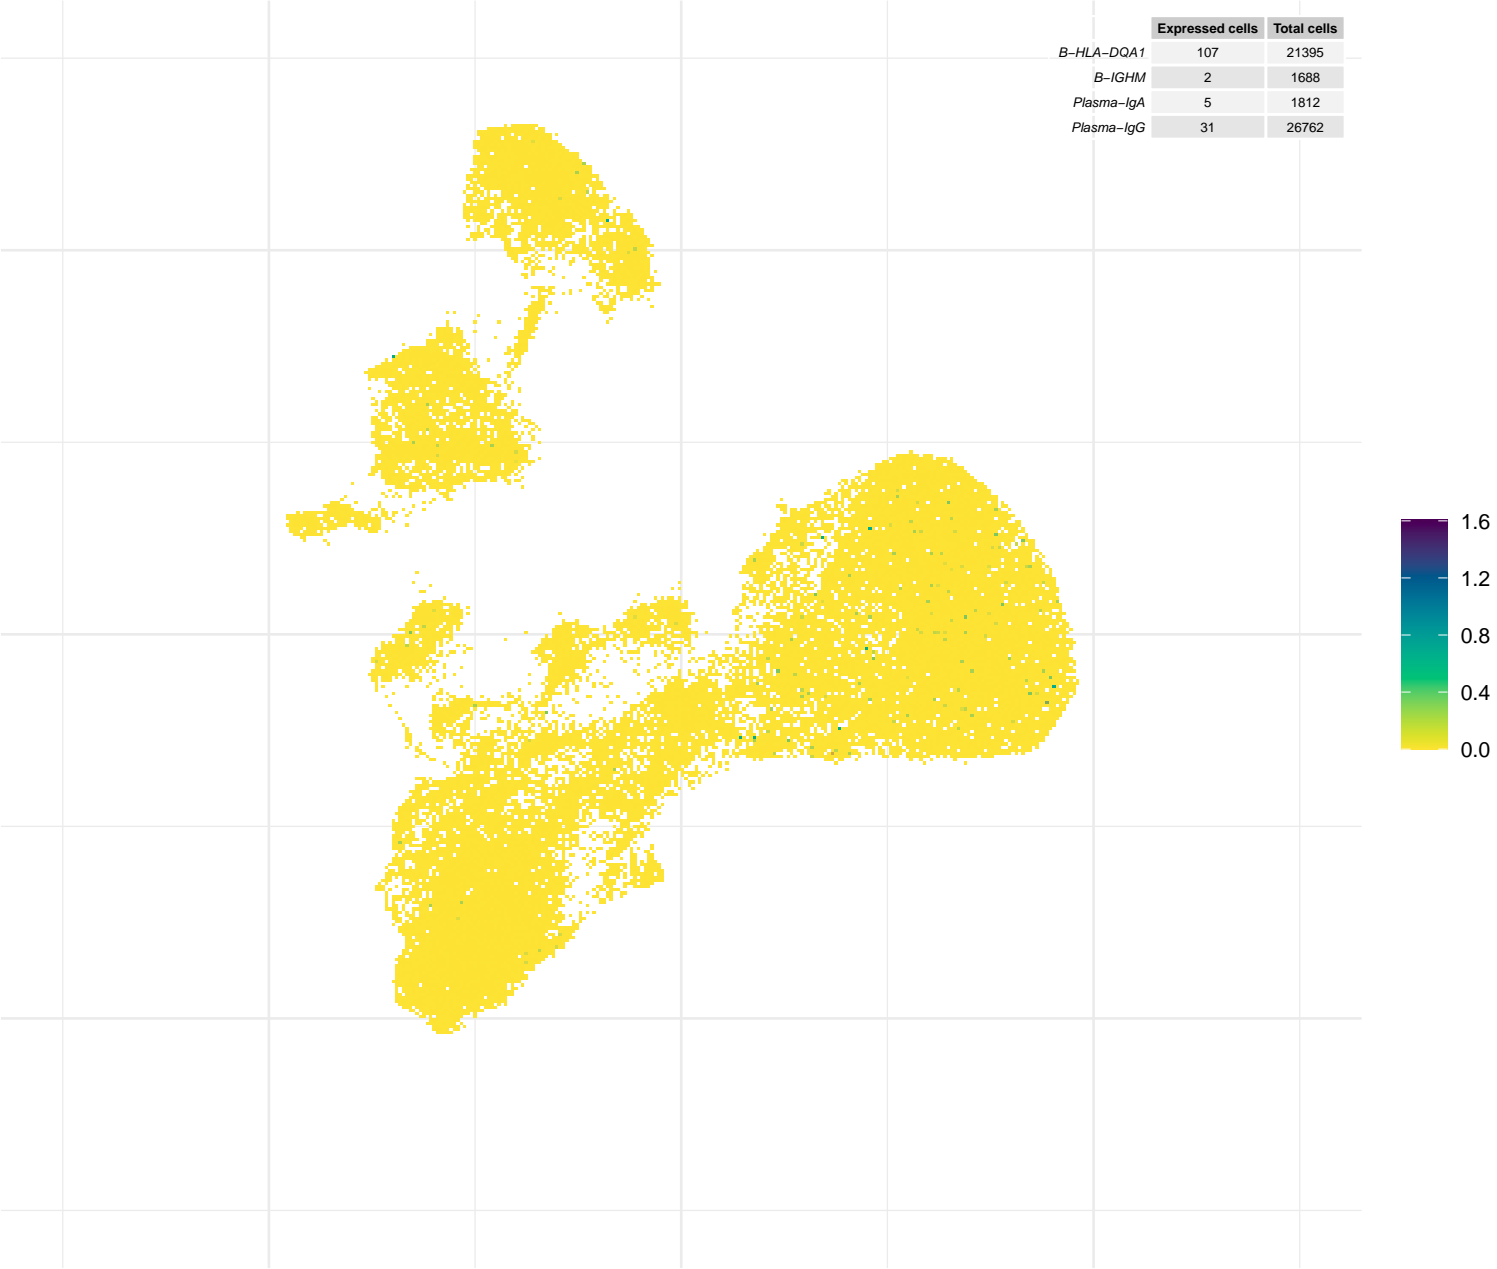 Expressed cells Total cells
B−HLA−DQA1 107 21395
B−IGHM 2 1688
Plasma−IgA 5 1812
Plasma−IgG 31 26762
1.6
1.2
0.8
0.4
0.0